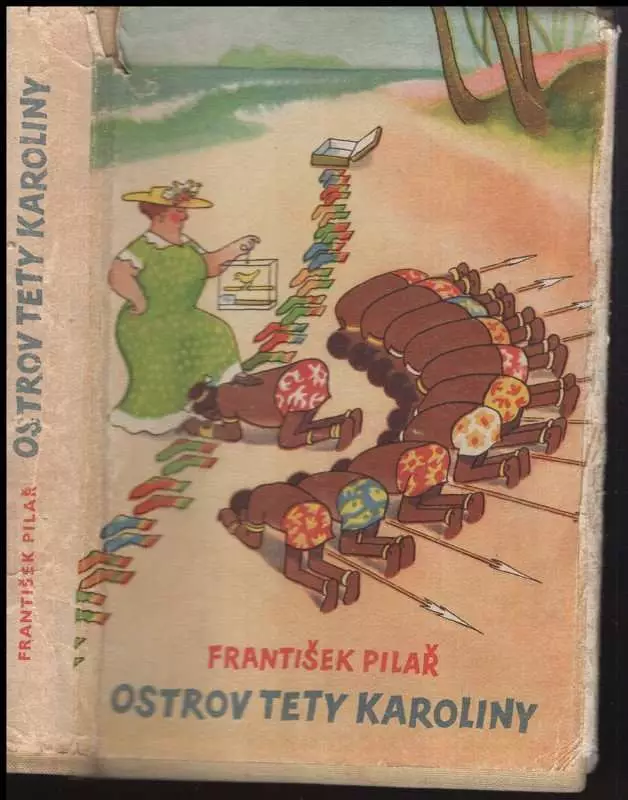 FRANTIŠEK PILAŘ OSTROV TETY KAROLINY
FRANTIŠEK PILAŘ
OSTROV TETY KAROLINY